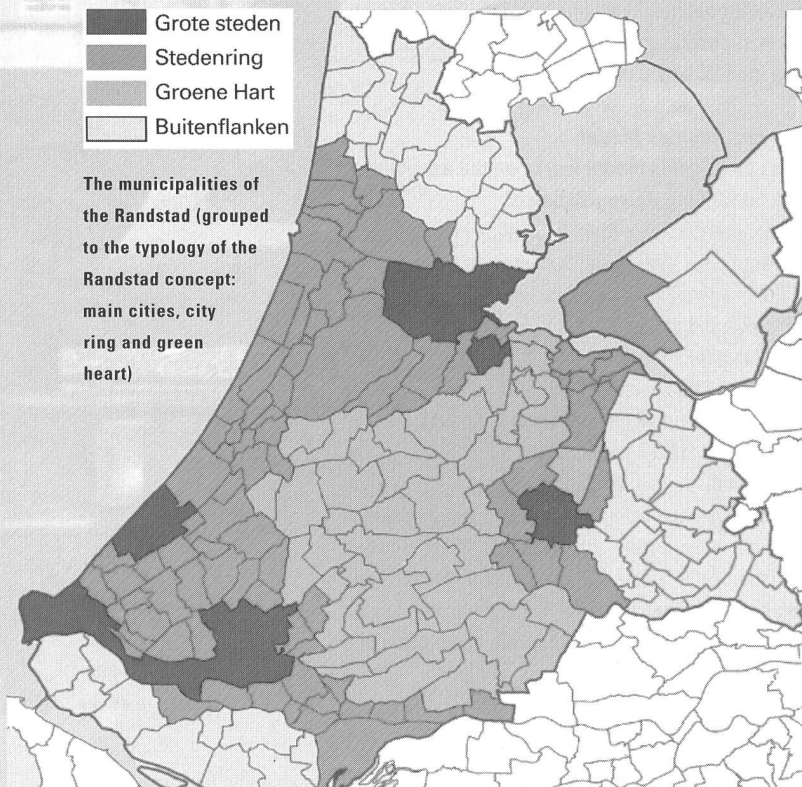 Grote steden
Stedenring
Groene Hart
Buitenflanken
The municipalities of
the Randstad (grouped
to the typology of the
Randstad concept:
main cities, city
ring and green
heart)